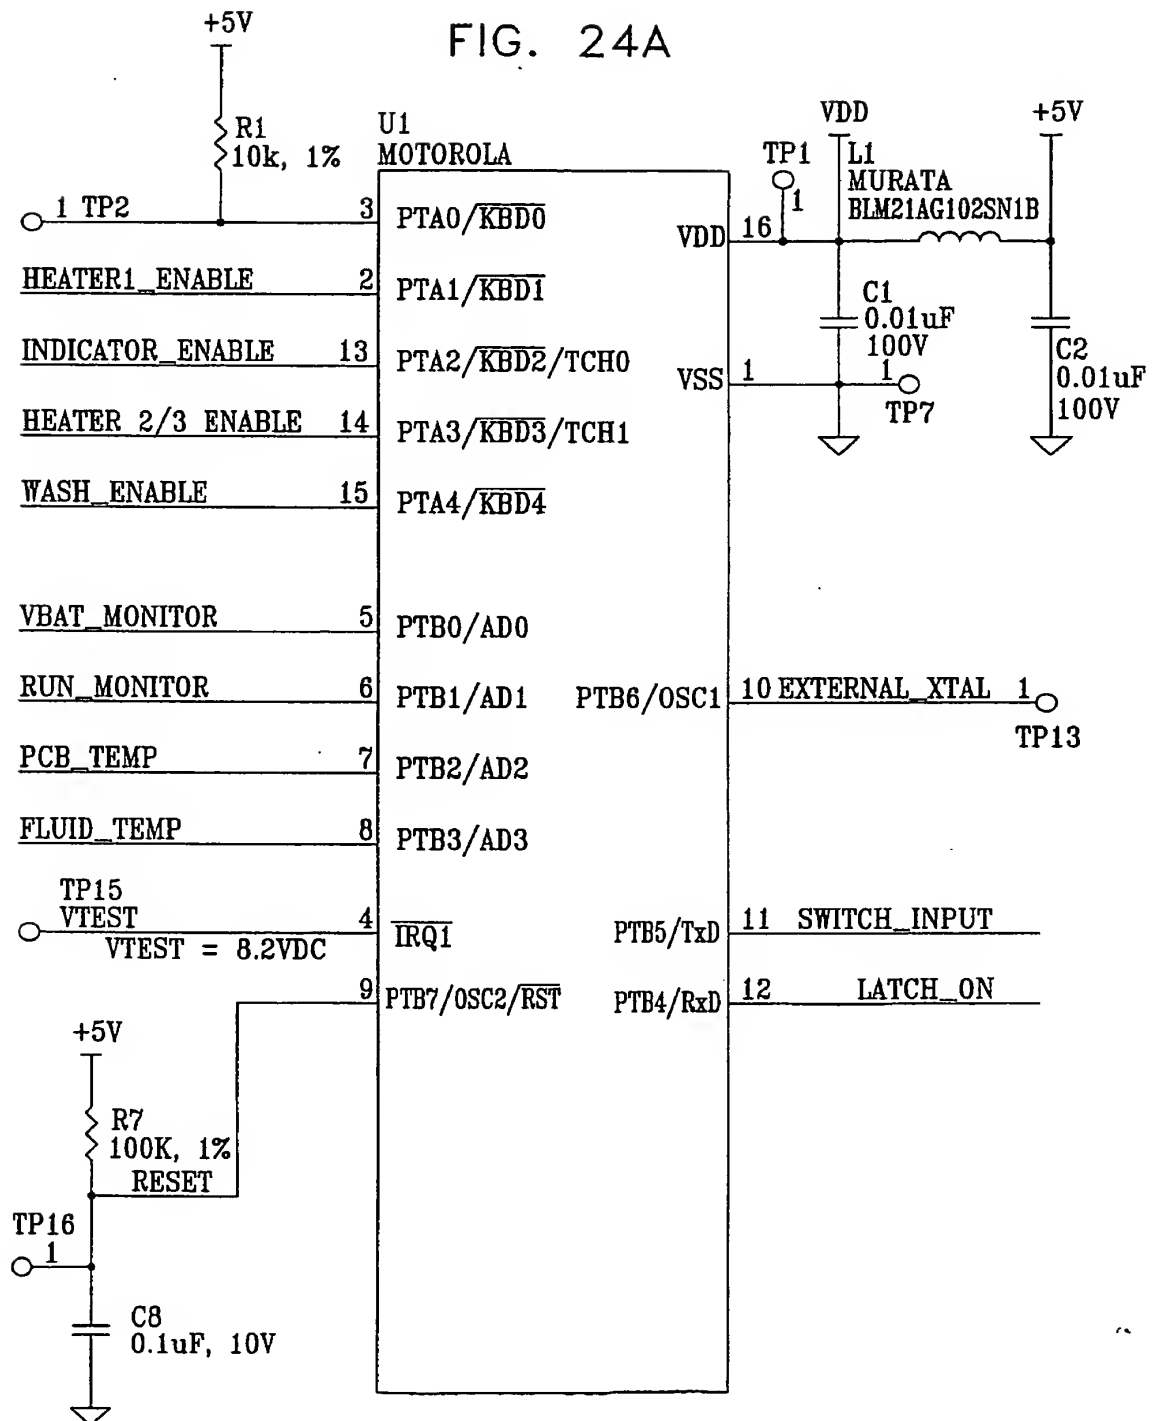 FIG. 24A
+5V
R1
10k, 1%
U1
MOTOROLA
1 TP2
3
PTA0/KBD0
HEATER1_ENABLE
2
PTA1/KBD1
INDICATOR_ENABLE
13
PTA2/KBD2/TCH0
HEATER 2/3 ENABLE
14
PTA3/KBD3/TCH1
WASH_ENABLE
15
PTA4/KBD4
VBAT_MONITOR
5
PTB0/AD0
RUN_MONITOR
6
PTB1/AD1
PCB_TEMP
7
PTB2/AD2
FLUID_TEMP
8
PTB3/AD3
TP15
VTEST
4
IRQ1
VTEST = 8.2VDC
9
PTB7/OSC2/RST
+5V
R7
100K, 1%
RESET
TP16
1
C8
0.1uF, 10V
VDD
+5V
TP1
1
L1
MURATA
BLM21AG102SN1B
VDD
16
C1
0.01uF
100V
C2
0.01uF
100V
VSS
1
1
TP7
PTB6/OSC1
10
EXTERNAL_XTAL
1
TP13
PTB5/TxD
11
SWITCH_INPUT
PTB4/RxD
12
LATCH_ON